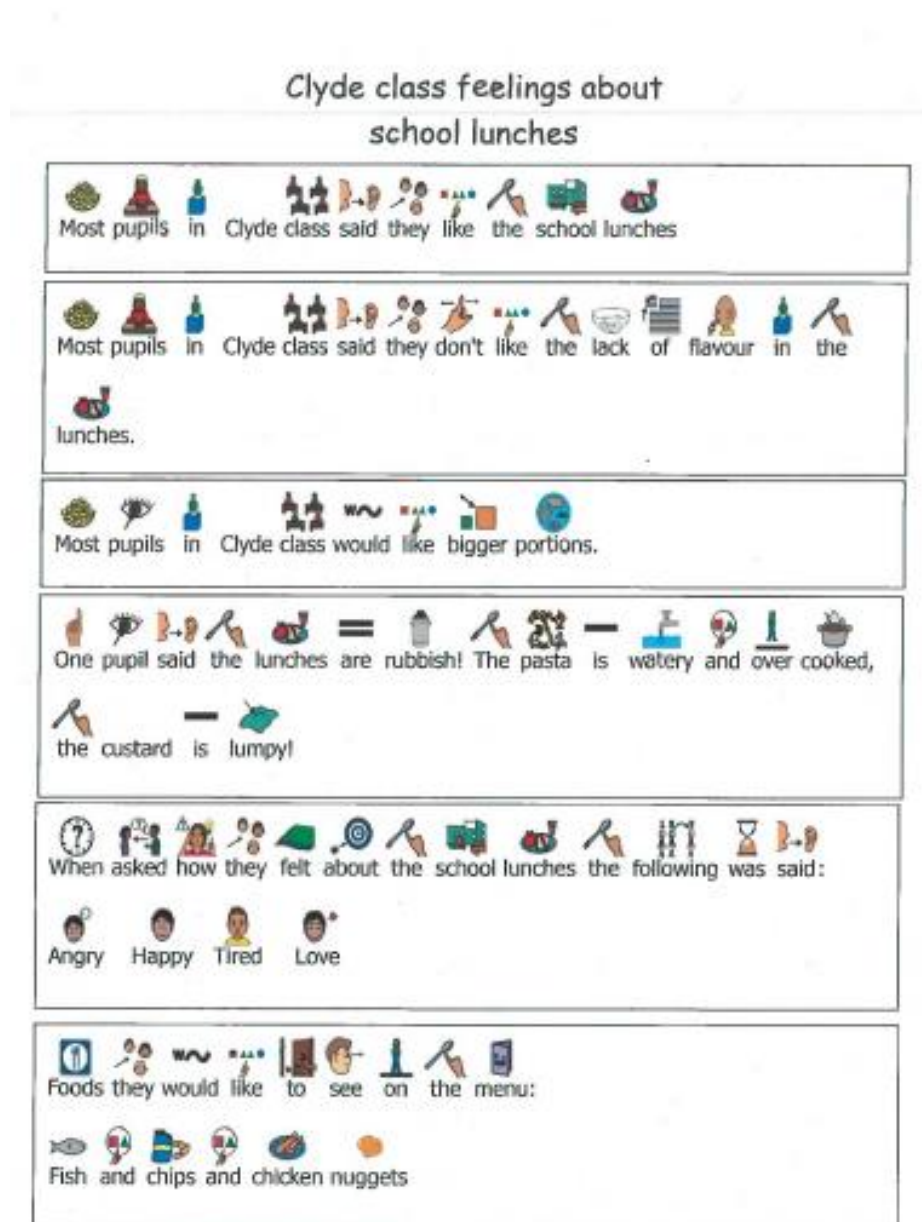 Clyde class feelings about
school lunches
Most pupils in Clyde class said they like the school lunches
Most pupils in Clyde class said they don't like the lack of flavour in the
lunches.
Most pupils in Clyde class would like bigger portions.
One pupil said the lunches are rubbish! The pasta is watery and over cooked,
the custard is lumpy!
When asked how they felt about the school lunches the following was said:
Angry Happy Tired Love
Foods they would like to see on the menu:
Fish and chips and chicken nuggets